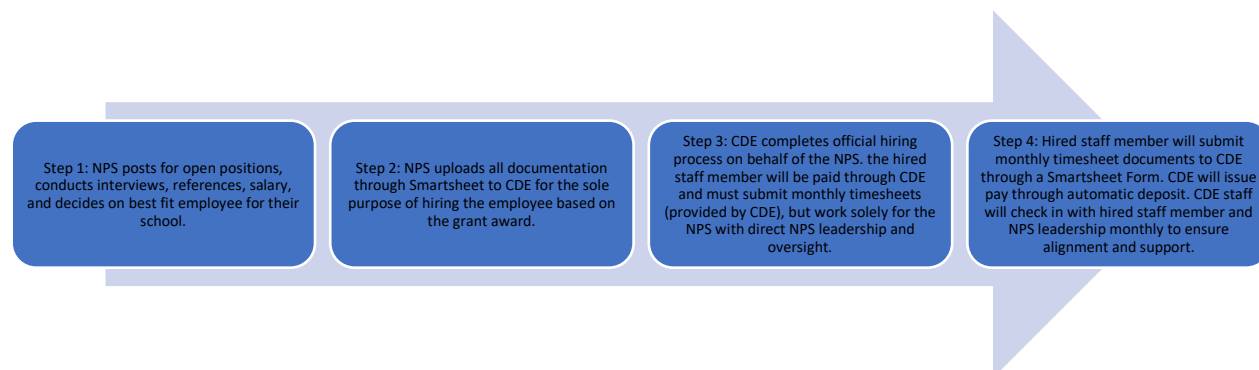 Step 1: NPS posts for open positions,
conducts interviews, references, salary,
and decides on best fit employee for their
school.
Step 2: NPS uploads all documentation
through Smartsheet to CDE for the sole
purpose of hiring the employee based on
the grant award.
Step 3: CDE completes official hiring
process on behalf of the NPS. the hired
staff member will be paid through CDE
and must submit monthly timesheets
(provided by CDE), but work solely for the
NPS with direct NPS leadership and
oversight.
Step 4: Hired staff member will submit
monthly timesheet documents to CDE
through a Smartsheet Form. CDE will issue
pay through automatic deposit. CDE staff
will check in with hired staff member and
NPS leadership monthly to ensure
alignment and support.